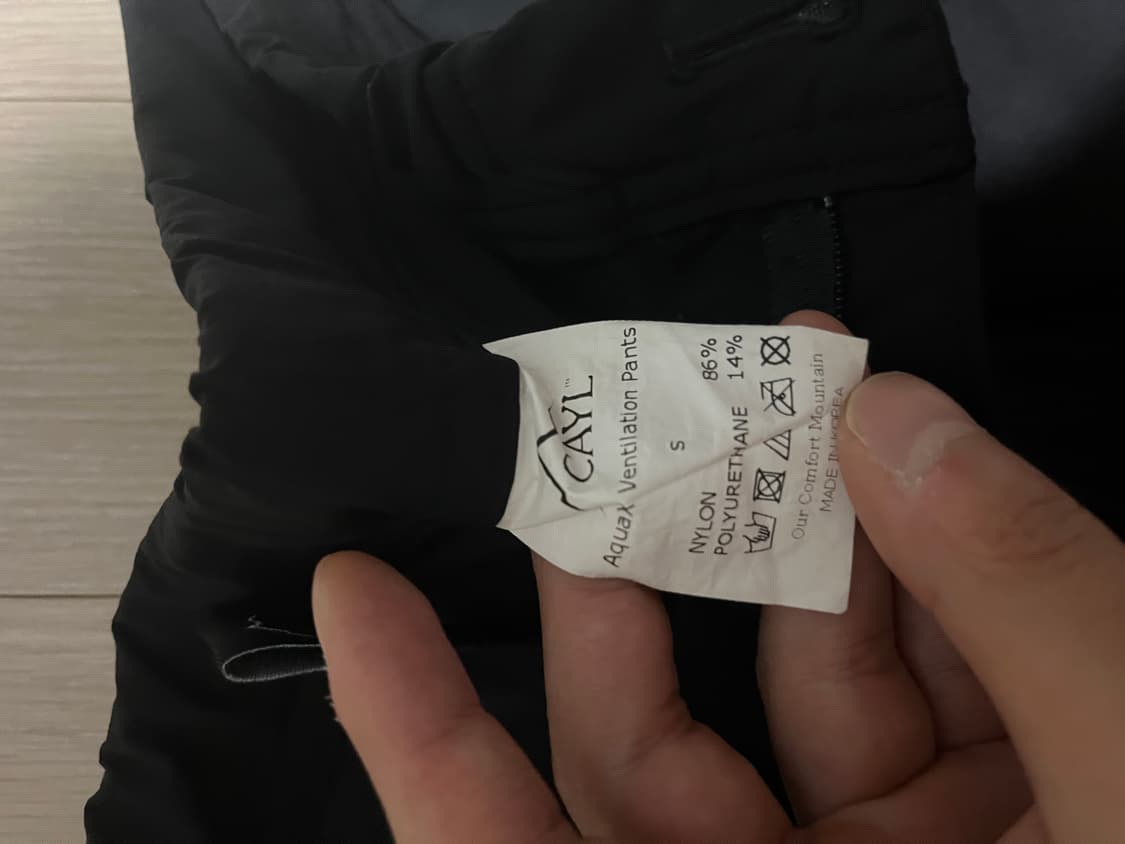 CAYL™
Aquax Ventilation Pants
S
NYLON 86%
POLYURETHANE 14%
Our Comfort Mountain
MADE IN KOREA